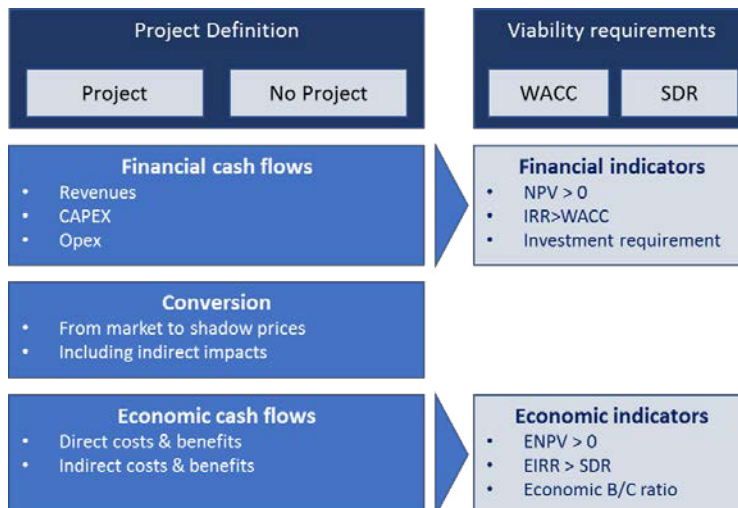 Project Definition
Project
No Project
Viability requirements
WACC
SDR
Financial cash flows
• Revenues
• CAPEX
• Opex
Financial indicators
• NPV > 0
• IRR>WACC
• Investment requirement
Conversion
• From market to shadow prices
• Including indirect impacts
Economic cash flows
• Direct costs & benefits
• Indirect costs & benefits
Economic indicators
• ENPV > 0
• EIRR > SDR
• Economic B/C ratio